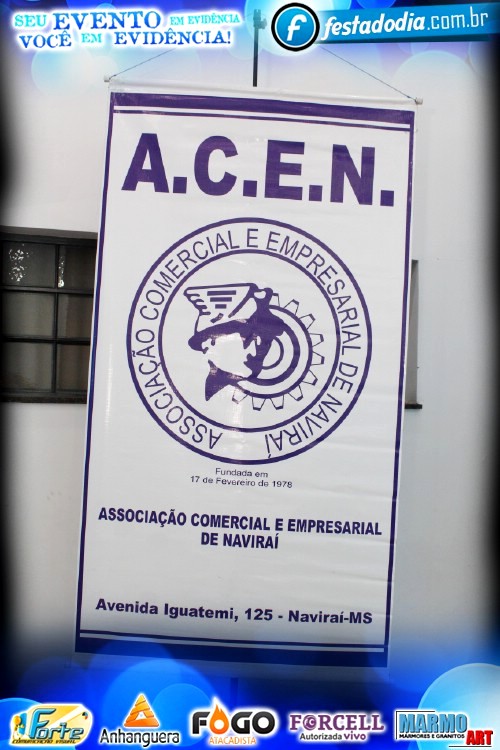 SEU EVENTO EM EVIDÊNCIA
VOCÊ EM EVIDÊNCIA!
f festadodia.com.br
A.C.E.N.
ASSOCIAÇÃO COMERCIAL E EMPRESARIAL DE NAVIRAÍ
Fundada em
17 de Fevereiro de 1978
ASSOCIAÇÃO COMERCIAL E EMPRESARIAL
DE NAVIRAÍ
Avenida Iguatemi, 125 - Naviraí-MS
Forte
COMUNICAÇÃO VISUAL
Anhanguera
FOGO
ATACADISTA
FORCELL
Autorizada vivo
MARMO
MÁRMORES E GRANITOS ART